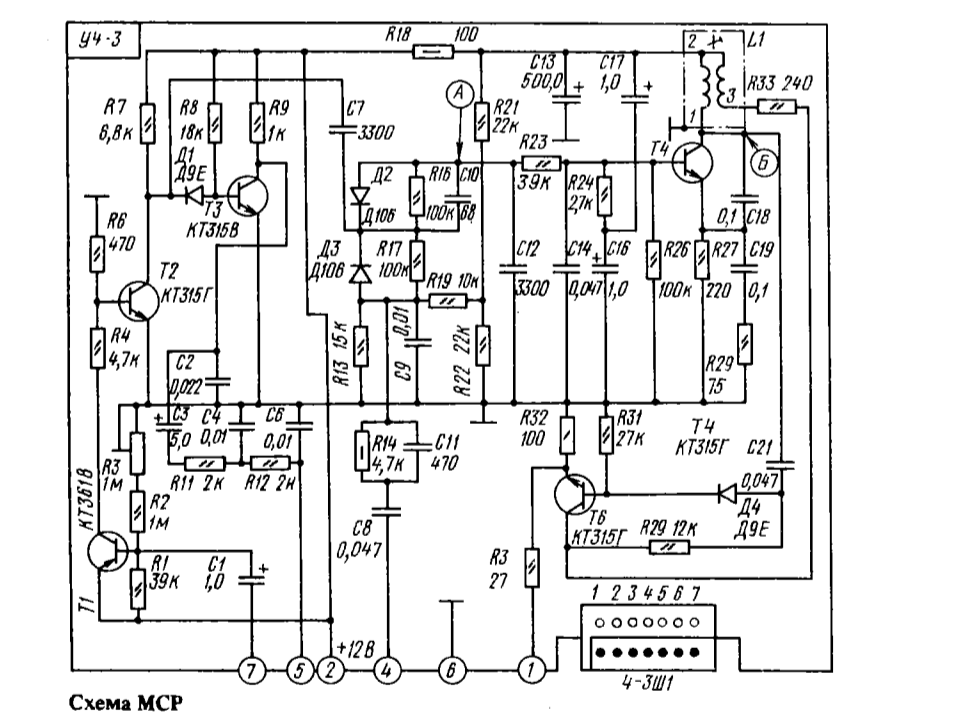 У4-3
R18 100
L1
2
C13
500,0
+
C17
1,0
+
R33 240
3
1
R7
6,8к
R8
18к
R9
1к
C7
3300
А
R21
22к
R23
39к
T4
Б
Д1
Д9Е
T3
КТ315В
Д2
Д106
R16
100к
C10
68
R24
2,7к
0,1 C18
R6
470
T2
КТ315Г
Д3
Д106
R17
100к
R19 10к
C12
3300
C14
0,047
+
C16
1,0
R26
100к
R27
220
C19
0,1
R4
4,7к
R13 15к
0,01
C9
R22 22к
R29
75
C2
0,022
+
C3
5,0
C4
0,01
C6
0,01
R32
100
R31
27к
T4
КТ315Г
C21
0,047
R3
1м
R11 2к
R12 2к
R14
4,7к
C11
470
КТ361В
R2
1м
T6
КТ315Г
Д4
Д9Е
C8
0,047
R29 12к
T1
R1
39к
C1
1,0
+
R3
27
1 2 3 4 5 6 7
+12В
7
5
2
4
6
1
4-3Ш1
Схема МСР